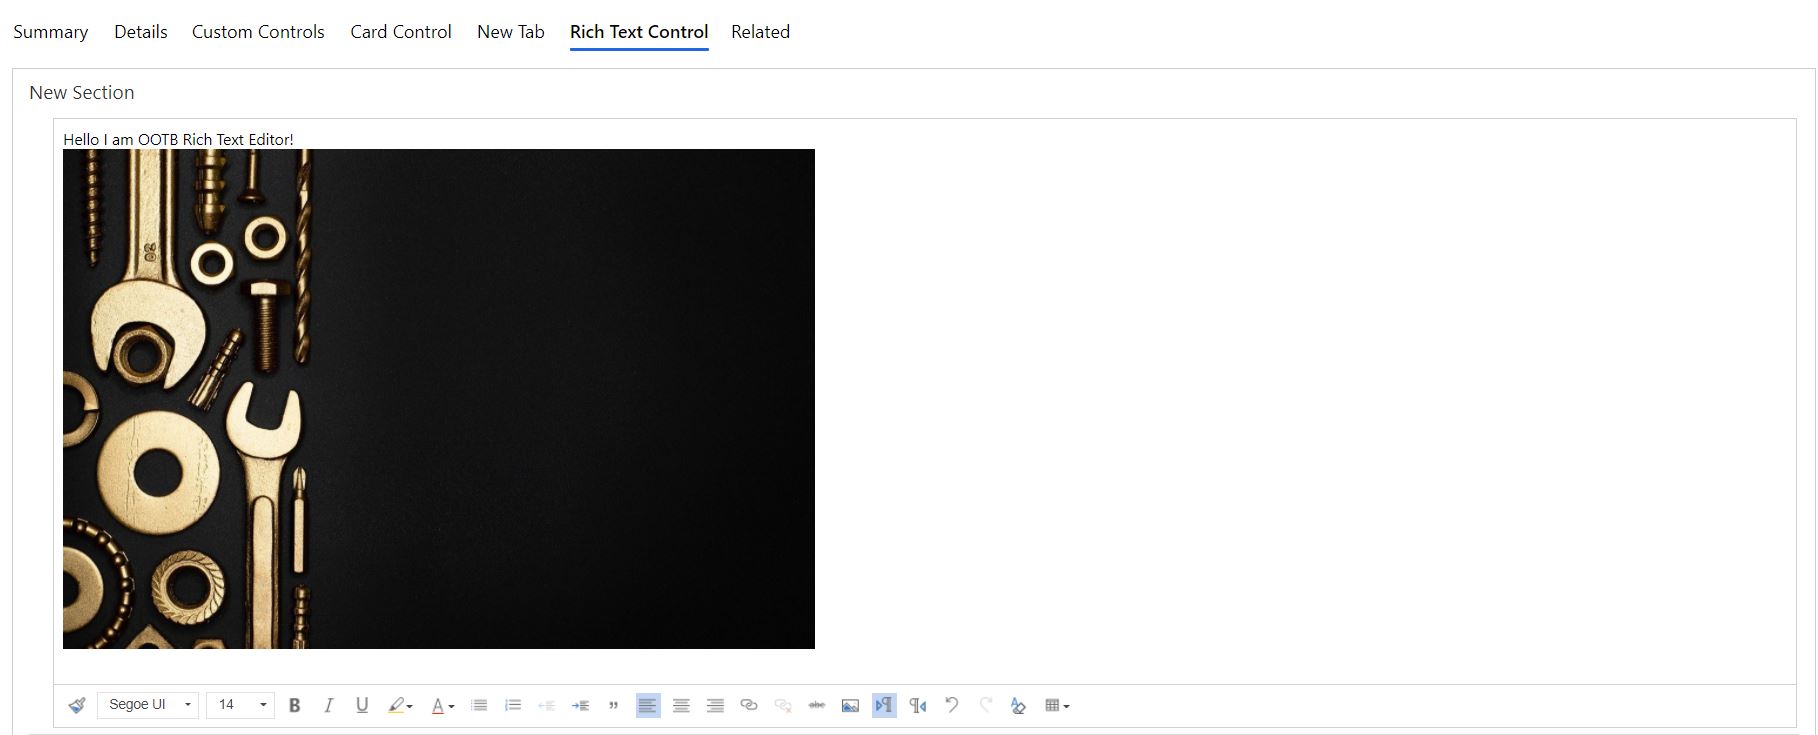 Summary Details Custom Controls Card Control New Tab Rich Text Control Related
New Section
Hello I am OOTB Rich Text Editor!
Segoe UI 14 B I U A abc